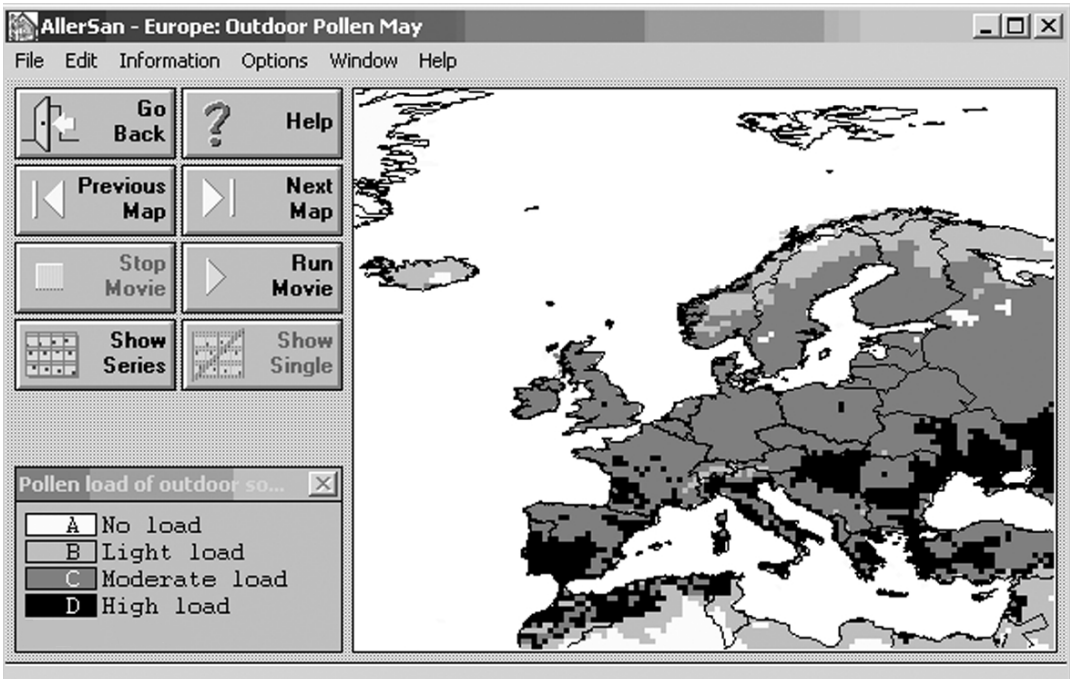 AllerSan - Europe: Outdoor Pollen May
File Edit Information Options Window Help
Go Back
Help
Previous Map
Next Map
Stop Movie
Run Movie
Show Series
Show Single
Pollen load of outdoor so...
A No load
B Light load
C Moderate load
D High load